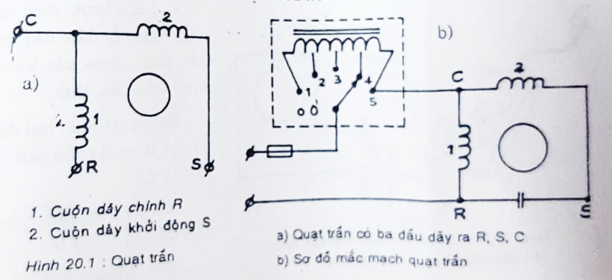 C
2
a)
2.
1
R
S
1. Cuộn dây chính R
2. Cuộn dây khởi động S
Hình 20.1 : Quạt trần
b)
1
2
3
4
5
0
C
2
1
R
S
a) Quạt trần có ba đầu dây ra R, S, C
b) Sơ đồ mắc mạch quạt trần